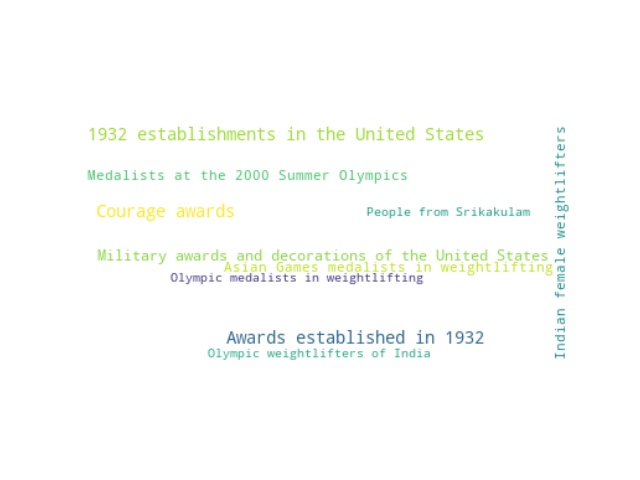 1932 establishments in the United States
Medalists at the 2000 Summer Olympics
Courage awards
People from Srikakulam
Military awards and decorations of the United States
Asian Games medalists in weightlifting
Olympic medalists in weightlifting
Awards established in 1932
Olympic weightlifters of India
Indian female weightlifters